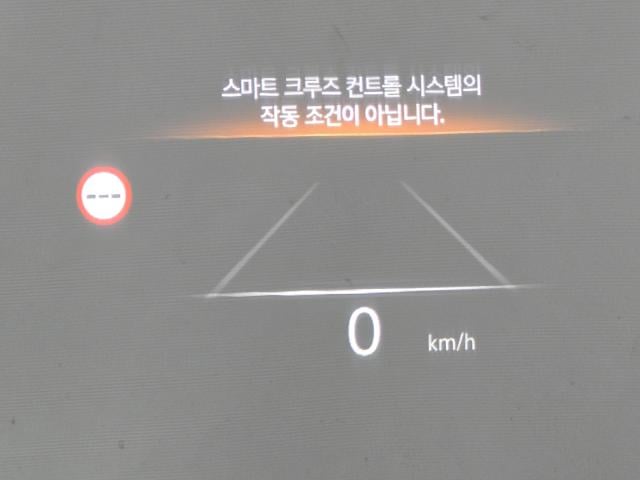 스마트 크루즈 컨트롤 시스템의
작동 조건이 아닙니다.
---
0 km/h